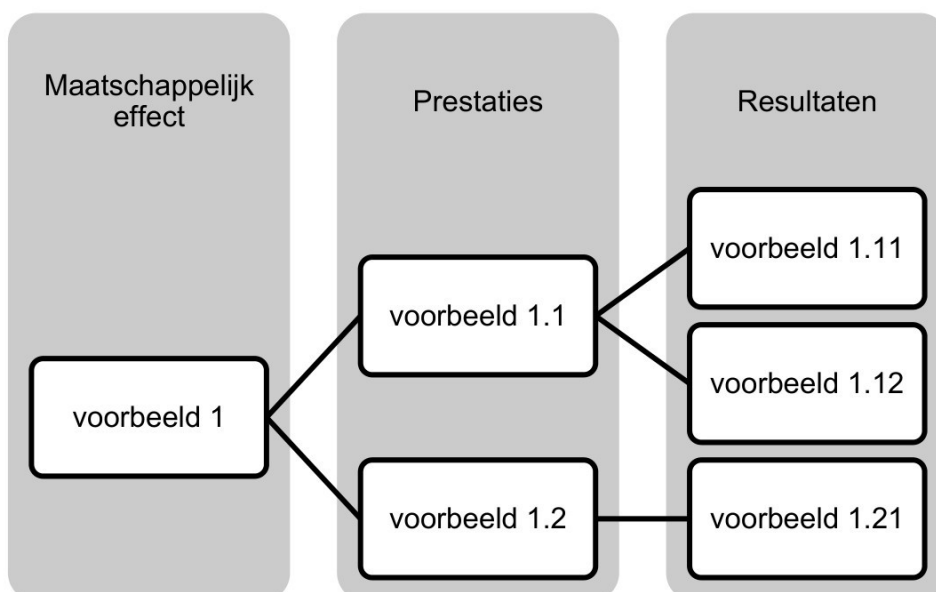 Maatschappelijk
effect
Prestaties
Resultaten
voorbeeld 1
voorbeeld 1.1
voorbeeld 1.2
voorbeeld 1.11
voorbeeld 1.12
voorbeeld 1.21